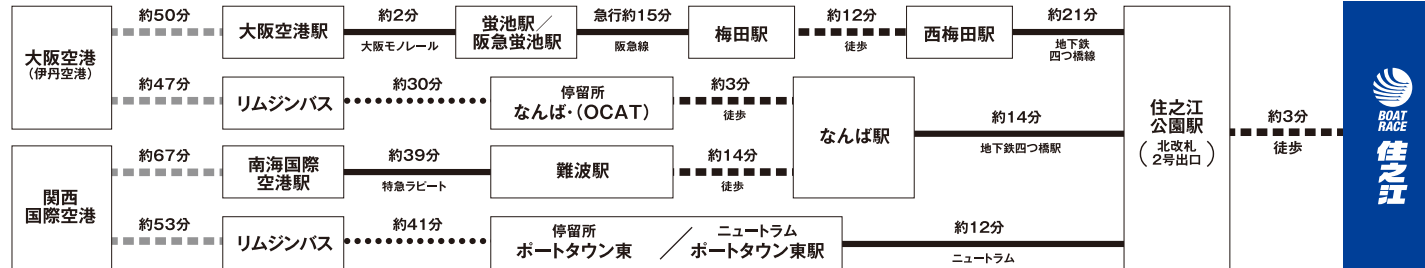 大阪空港
(伊丹空港)
約50分
大阪空港駅
約2分
大阪モノレール
蛍池駅／
阪急蛍池駅
急行約15分
阪急線
梅田駅
約12分
徒歩
西梅田駅
約21分
地下鉄
四つ橋線
約47分
リムジンバス
約30分
停留所
なんば・(OCAT)
約3分
徒歩
なんば駅
約14分
地下鉄四つ橋駅
関西
国際空港
約67分
南海国際
空港駅
約39分
特急ラピート
難波駅
約14分
徒歩
約53分
リムジンバス
約41分
停留所
ポートタウン東
／
ニュートラム
ポートタウン東駅
約12分
ニュートラム
住之江
公園駅
(北改札
2号出口)
約3分
徒歩
BOAT
RACE
住之江